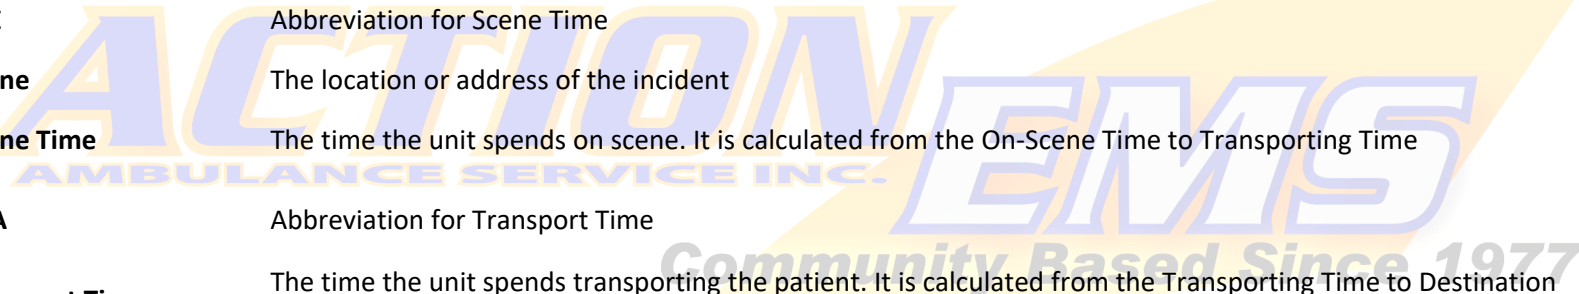 Abbreviation for Scene Time
ne The location or address of the incident
ne Time The time the unit spends on scene. It is calculated from the On-Scene Time to Transporting Time
A Abbreviation for Transport Time
The time the unit spends transporting the patient. It is calculated from the Transporting Time to Destination
ACTION
EMS
AMBULANCE SERVICE INC.
Community Based Since 1977